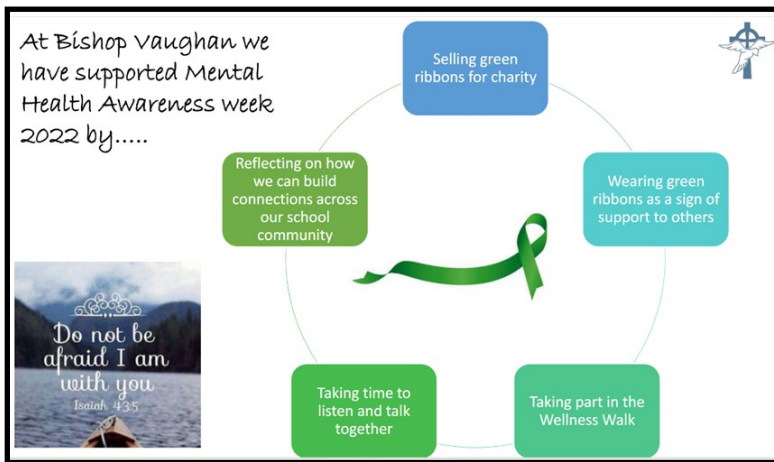 At Bishop Vaughan we
have supported Mental
Health Awareness week
2022 by.....
Selling green
ribbons for charity
Wearing green
ribbons as a sign of
support to others
Taking part in the
Wellness Walk
Taking time to
listen and talk
together
Reflecting on how
we can build
connections across
our school
community
Do not be
afraid I am
with you
Isaiah 43:5